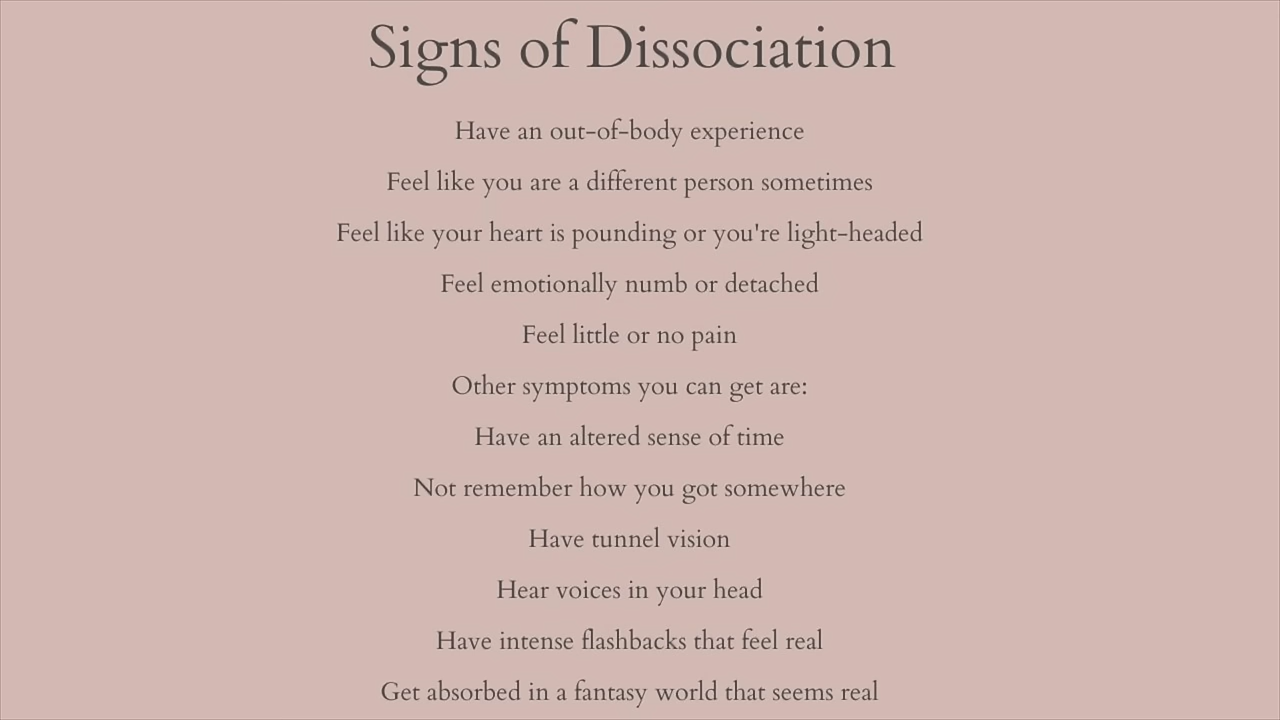 Signs of Dissociation
Have an out-of-body experience
Feel like you are a different person sometimes
Feel like your heart is pounding or you're light-headed
Feel emotionally numb or detached
Feel little or no pain
Other symptoms you can get are:
Have an altered sense of time
Not remember how you got somewhere
Have tunnel vision
Hear voices in your head
Have intense flashbacks that feel real
Get absorbed in a fantasy world that seems real